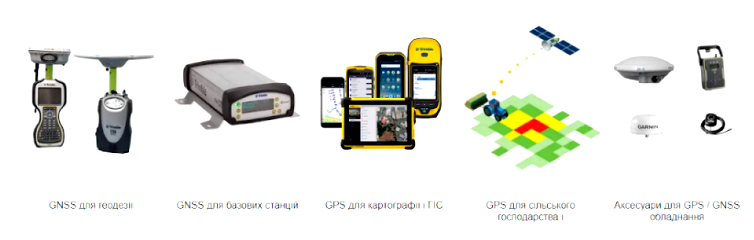 GNSS для геодезії
GNSS для базових станцій
GPS для картографії і ГІС
GPS для сільського
господарства і
Аксесуари для GPS / GNSS
обладнання
GARMIN